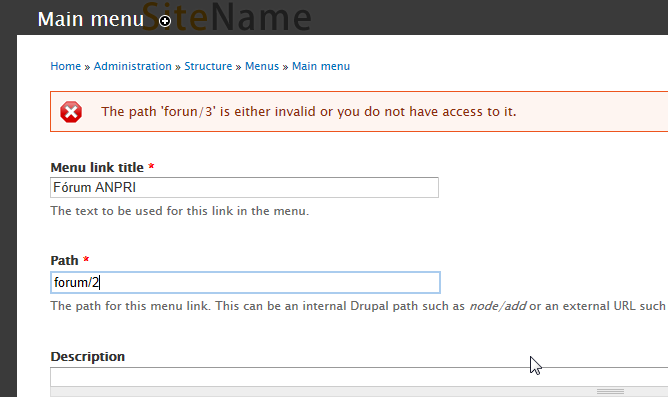 SiteName
Main menu
Home » Administration » Structure » Menus » Main menu
The path 'forun/3' is either invalid or you do not have access to it.
Menu link title *
Fórum ANPRI
The text to be used for this link in the menu.
Path *
forum/2
The path for this menu link. This can be an internal Drupal path such as node/add or an external URL such
Description